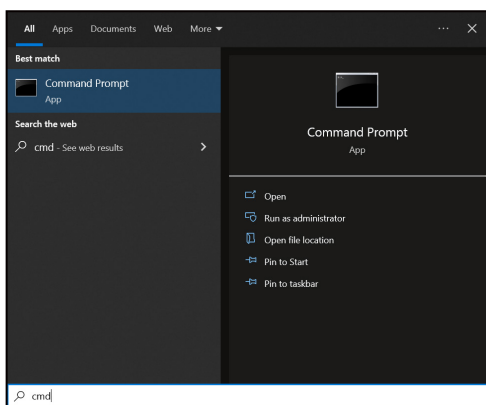 All Apps Documents Web More
Best match
Command Prompt
App
Search the web
cmd - See web results
Command Prompt
App
Open
Run as administrator
Open file location
Pin to Start
Pin to taskbar
cmd